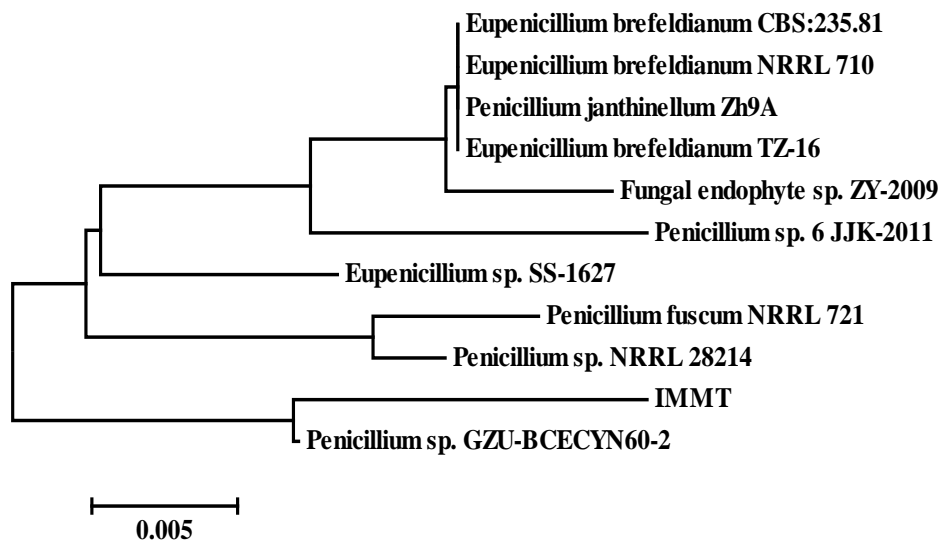 Eupenicillium brefeldianum CBS:235.81
Eupenicillium brefeldianum NRRL 710
Penicillium janthinellum Zh9A
Eupenicillium brefeldianum TZ-16
Fungal endophyte sp. ZY-2009
Penicillium sp. 6 JJK-2011
Eupenicillium sp. SS-1627
Penicillium fuscum NRRL 721
Penicillium sp. NRRL 28214
IMMT
Penicillium sp. GZU-BCECYN60-2
0.005